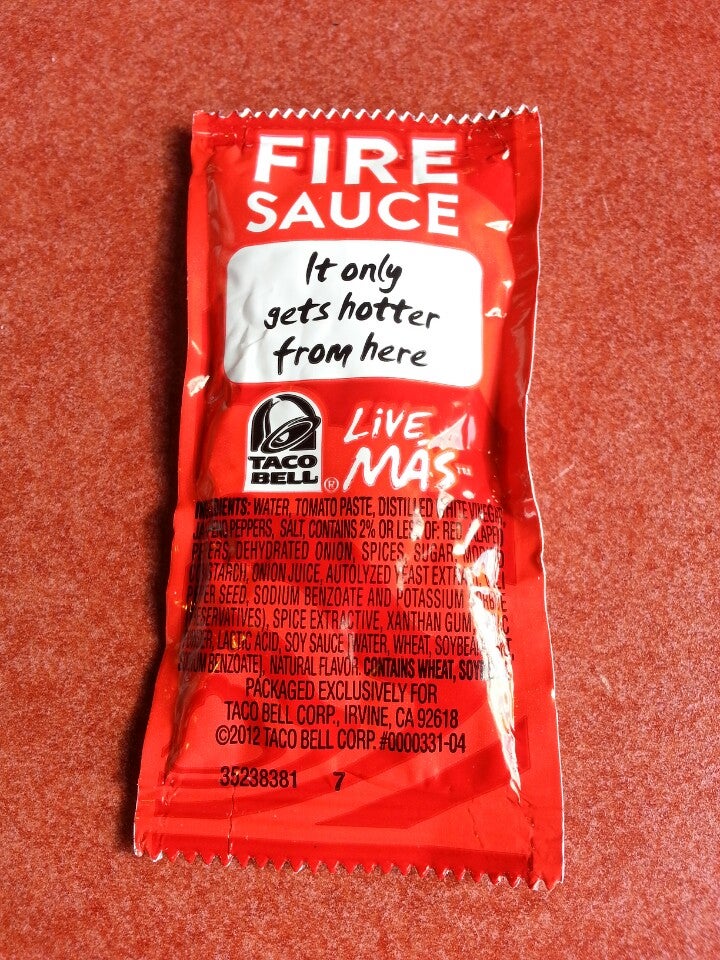 FIRE
SAUCE
It only
gets hotter
from here
LiVE
MÁS™
TACO
BELL®
WATER, TOMATO PASTE, DISTILLED WHITE
PEPPERS, SALT, CONTAINS 2% OR LESS OF: RED
DEHYDRATED ONION, SPICES, SUGAR,
ONION JUICE, AUTOLYZED YEAST
SEED, SODIUM BENZOATE AND POTASSIUM
SPICE EXTRACTIVE, XANTHAN GUM,
LACTIC ACID, SOY SAUCE (WATER, WHEAT,
BENZOATE), NATURAL FLAVOR. CONTAINS WHEAT,
PACKAGED EXCLUSIVELY FOR
TACO BELL CORP., IRVINE, CA 92618
©2012 TACO BELL CORP. #0000331-04
35238381 7